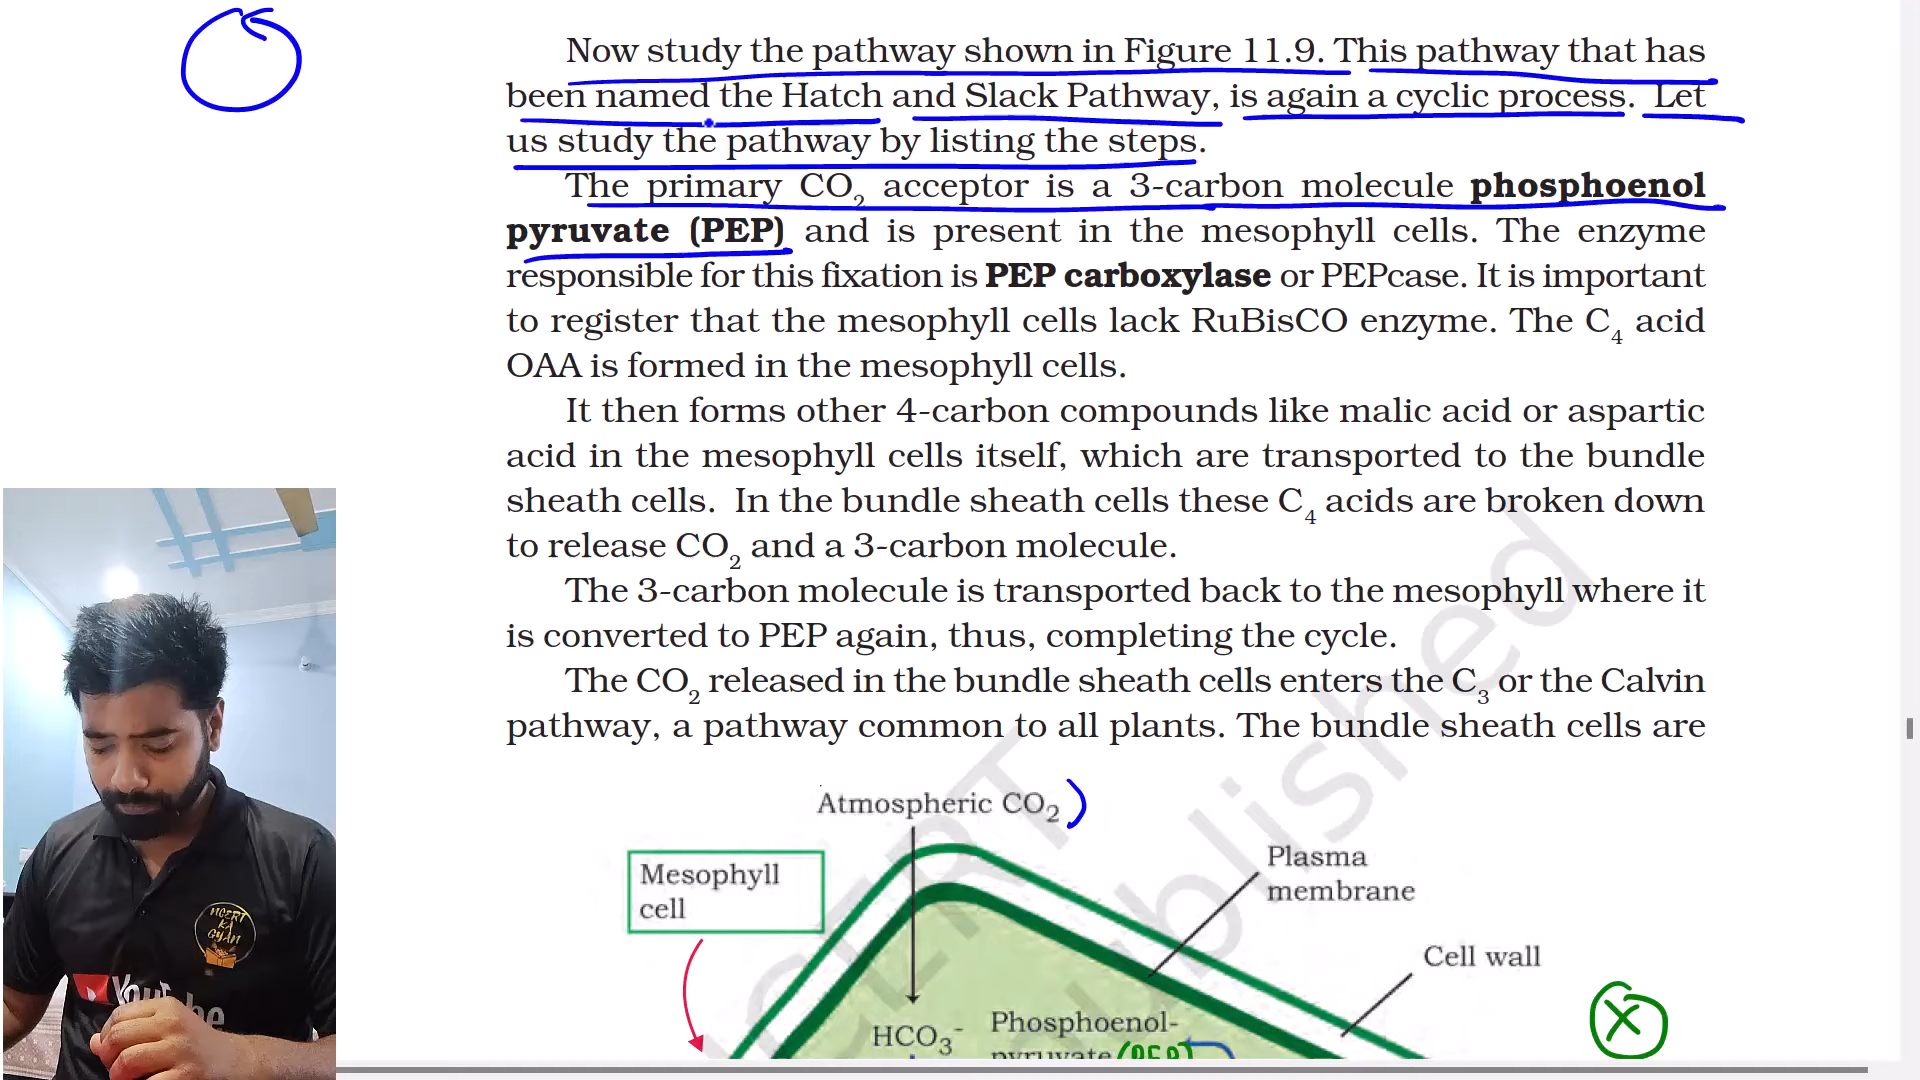 Now study the pathway shown in Figure 11.9. This pathway that has
been named the Hatch and Slack Pathway, is again a cyclic process. Let
us study the pathway by listing the steps.
The primary CO2 acceptor is a 3-carbon molecule phosphoenol
pyruvate (PEP) and is present in the mesophyll cells. The enzyme
responsible for this fixation is PEP carboxylase or PEPcase. It is important
to register that the mesophyll cells lack RuBisCO enzyme. The C4 acid
OAA is formed in the mesophyll cells.
It then forms other 4-carbon compounds like malic acid or aspartic
acid in the mesophyll cells itself, which are transported to the bundle
sheath cells. In the bundle sheath cells these C4 acids are broken down
to release CO2 and a 3-carbon molecule.
The 3-carbon molecule is transported back to the mesophyll where it
is converted to PEP again, thus, completing the cycle.
The CO2 released in the bundle sheath cells enters the C3 or the Calvin
pathway, a pathway common to all plants. The bundle sheath cells are
Atmospheric CO2
Mesophyll
cell
Plasma
membrane
Cell wall
HCO3-
Phosphoenol-
pyruvate (PEP)
X
NCERT
KA
GYAN
YouTube